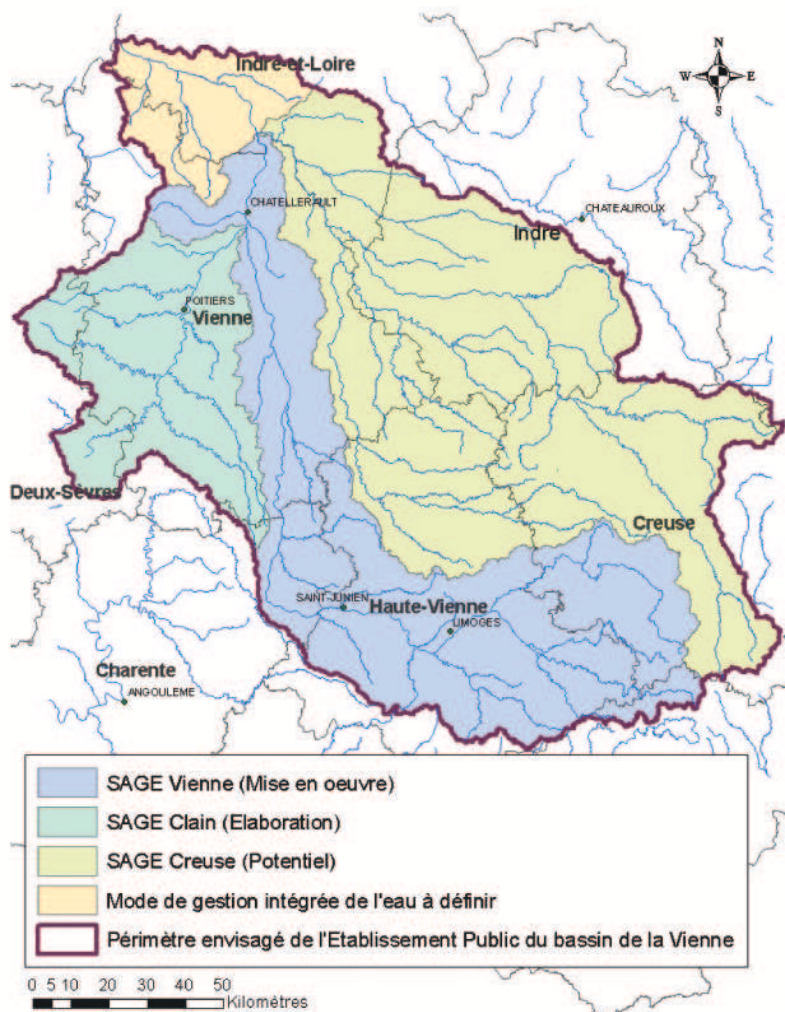 Indre-et-Loire
N
W E
S
CHATELLERAULT
CHATEAUROUX
Indre
POITIERS
Vienne
Deux-Sèvres
Creuse
SAINT-JUNIEN
Haute-Vienne
LIMOGES
Charente
ANGOULEME
SAGE Vienne (Mise en oeuvre)
SAGE Clain (Elaboration)
SAGE Creuse (Potentiel)
Mode de gestion intégrée de l'eau à définir
Périmètre envisagé de l'Etablissement Public du bassin de la Vienne
0 5 10 20 30 40 50
Kilomètres